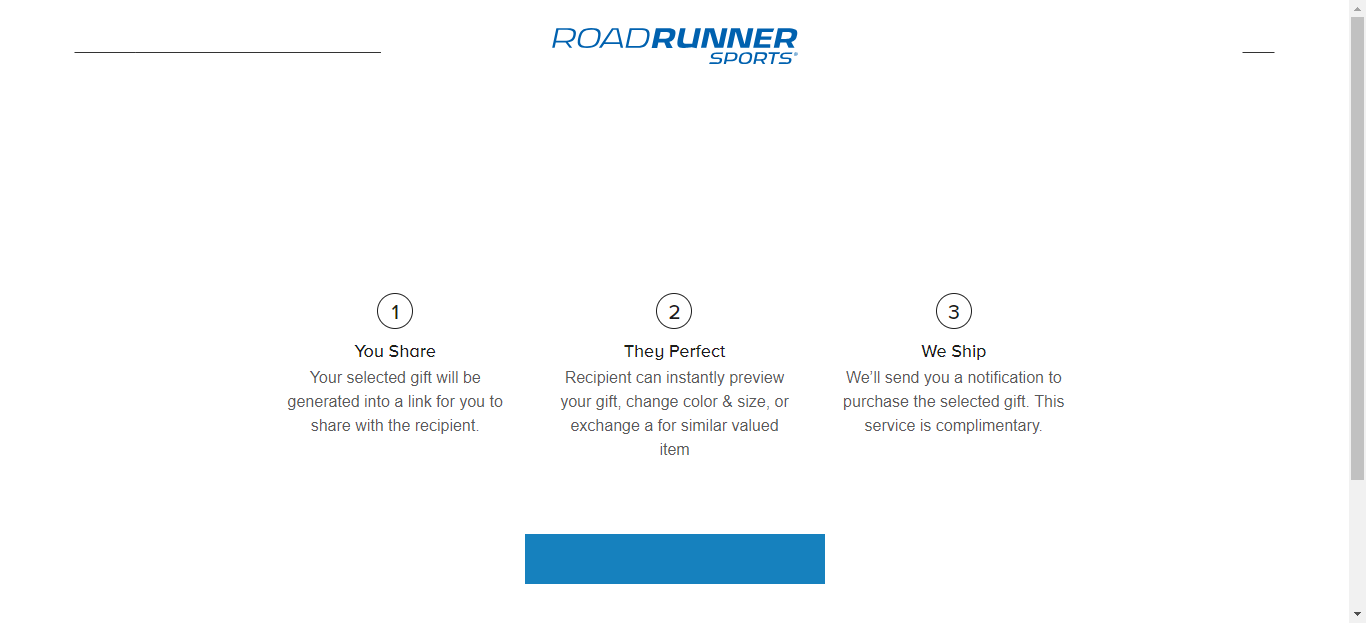 ROADRUNNER
SPORTS®
1
2
3
You Share
They Perfect
We Ship
Your selected gift will be
generated into a link for you to
share with the recipient.
Recipient can instantly preview
your gift, change color & size, or
exchange a for similar valued
item
We’ll send you a notification to
purchase the selected gift. This
service is complimentary.